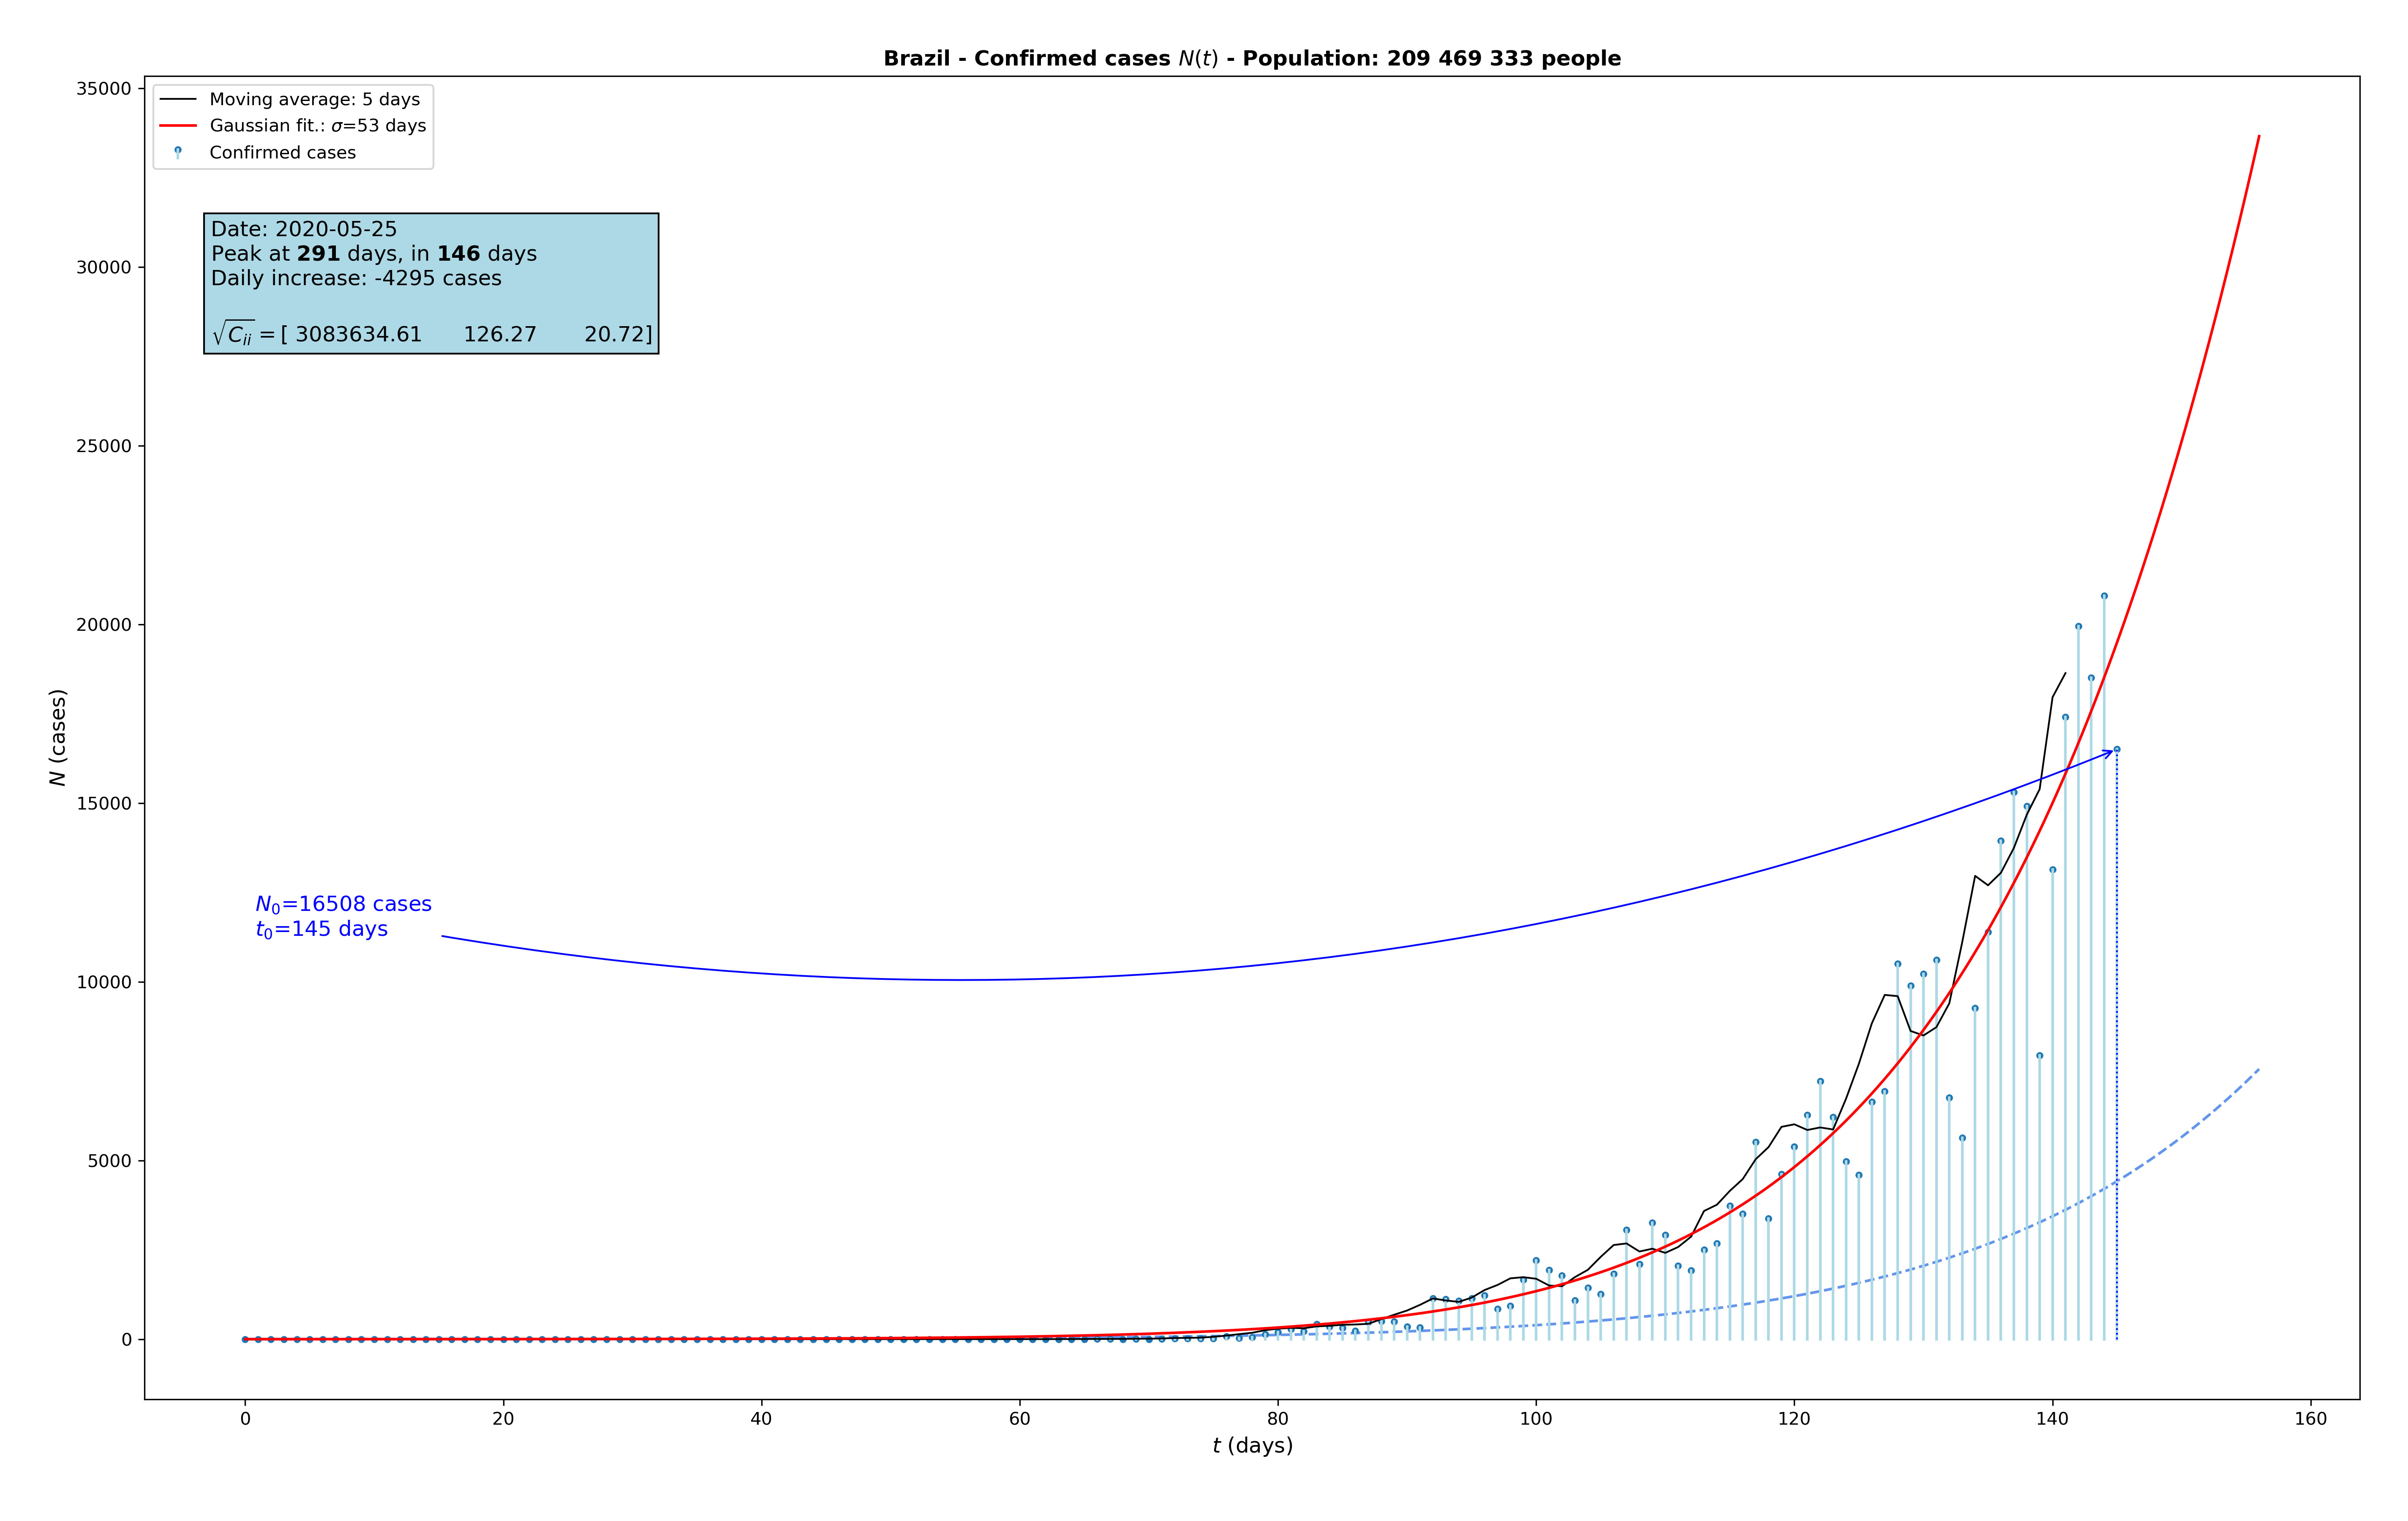 Brazil - Confirmed cases N(t) - Population: 209 469 333 people
35000
30000
25000
20000
15000
10000
5000
0
N (cases)
Moving average: 5 days
Gaussian fit.: σ=53 days
Confirmed cases
Date: 2020-05-25
Peak at 291 days, in 146 days
Daily increase: -4295 cases
√Cᵢᵢ = [ 3083634.61 126.27 20.72]
N₀=16508 cases
t₀=145 days
0 20 40 60 80 100 120 140 160
t (days)